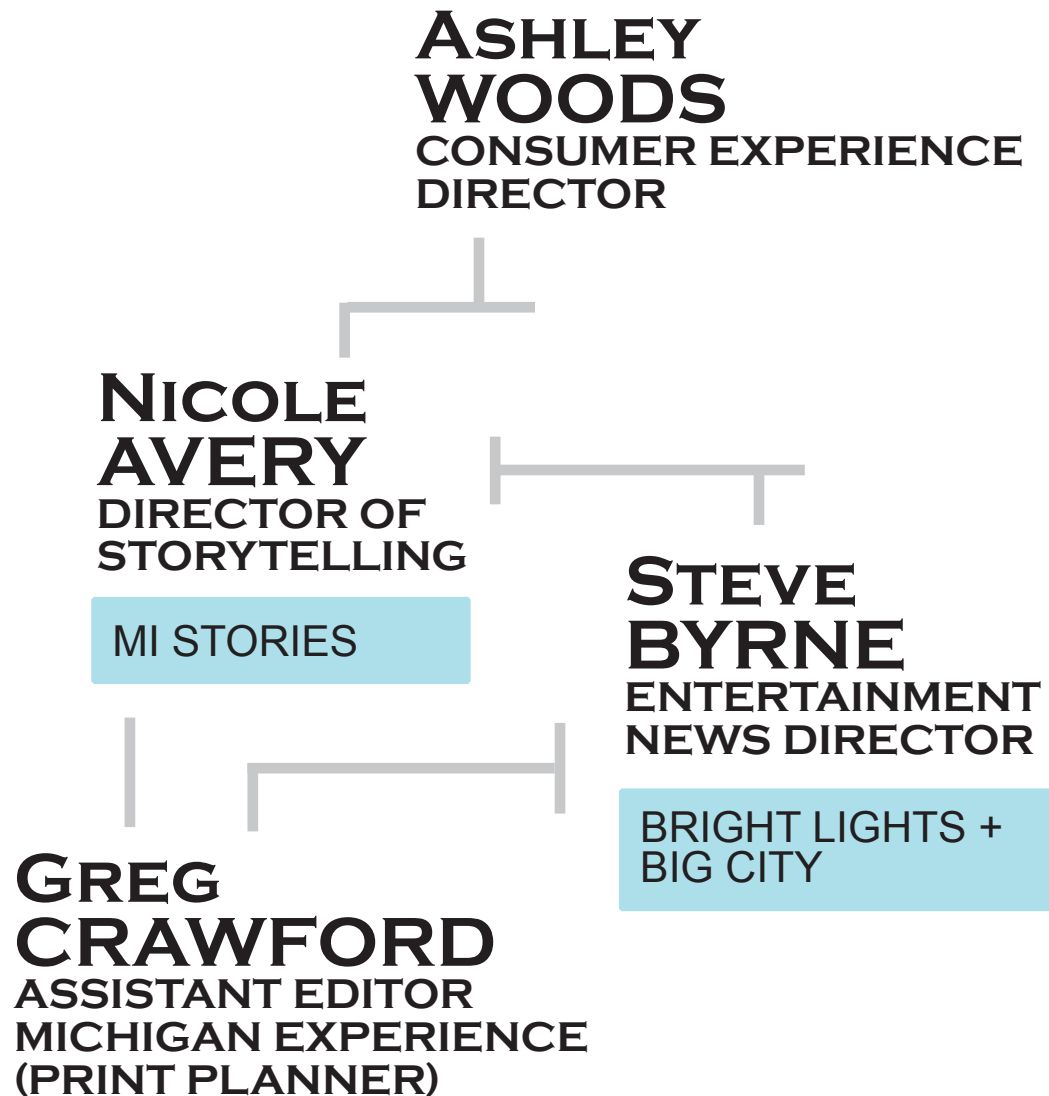 ASHLEY
WOODS
CONSUMER EXPERIENCE
DIRECTOR
NICOLE
AVERY
DIRECTOR OF
STORYTELLING
MI STORIES
STEVE
BYRNE
ENTERTAINMENT
NEWS DIRECTOR
BRIGHT LIGHTS +
BIG CITY
GREG
CRAWFORD
ASSISTANT EDITOR
MICHIGAN EXPERIENCE
(PRINT PLANNER)